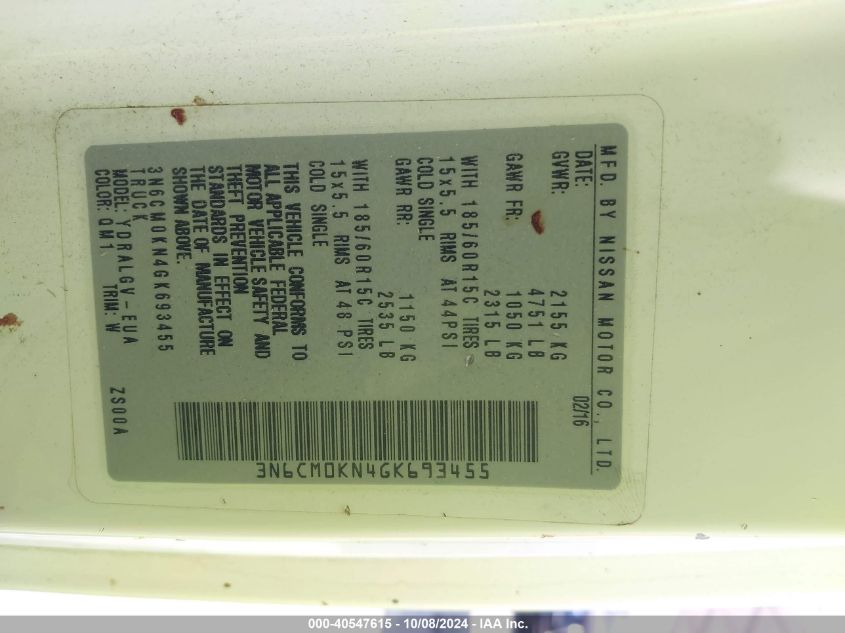 MFD. BY NISSAN MOTOR CO., LTD.
DATE: 02/16
GVWR: 2155 KG
4751 LB
GAWR FR: 1050 KG
2315 LB
WITH 185/60R15C TIRES
15x5.5 RIMS AT 44PSI
COLD SINGLE
GAWR RR: 1150 KG
2535 LB
WITH 185/60R15C TIRES
15x5.5 RIMS AT 48 PSI
COLD SINGLE
THIS VEHICLE CONFORMS TO
ALL APPLICABLE FEDERAL
MOTOR VEHICLE SAFETY AND
THEFT PREVENTION
STANDARDS IN EFFECT ON
THE DATE OF MANUFACTURE
SHOWN ABOVE.
3N6CM0KN4GK693455
TRUCK
MODEL: YDRALGV-EUA
COLOR: QM1 TRIM: W ZS00A
3N6CM0KN4GK693455
000-40547615 - 10/08/2024 - IAA Inc.